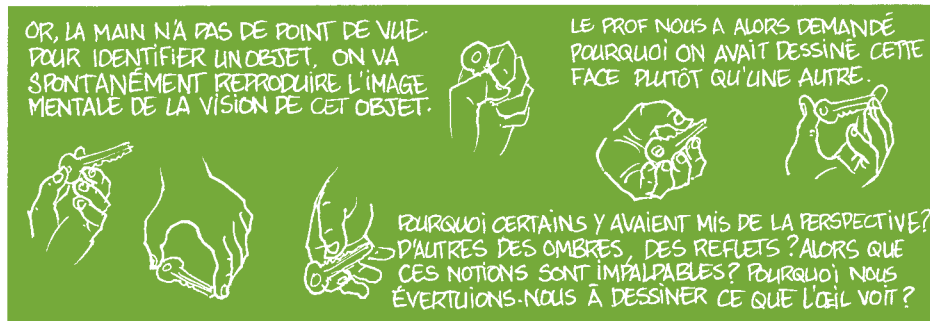 OR, LA MAIN N'A PAS DE POINT DE VUE.
POUR IDENTIFIER UN OBJET, ON VA
SPONTANÉMENT REPRODUIRE L'IMAGE
MENTALE DE LA VISION DE CET OBJET.
LE PROF NOUS A ALORS DEMANDÉ
POURQUOI ON AVAIT DESSINÉ CETTE
FACE PLUTÔT QU'UNE AUTRE.
POURQUOI CERTAINS Y AVAIENT MIS DE LA PERSPECTIVE?
D'AUTRES DES OMBRES, DES REFLETS? ALORS QUE
CES NOTIONS SONT IMPALPABLES? POURQUOI NOUS
ÉVERTUIONS-NOUS À DESSINER CE QUE L'ŒIL VOIT?